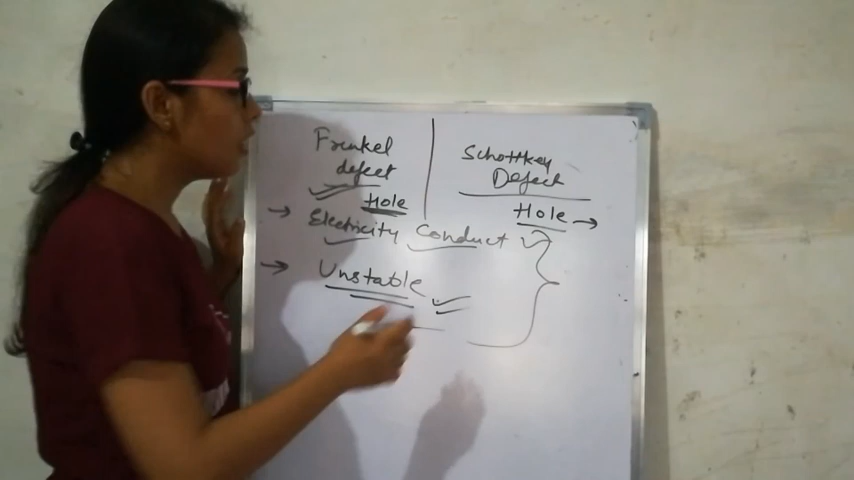 Frenkel
defect
Hole
Schottkey
Defect
Hole
Electricity Conduct
Unstable